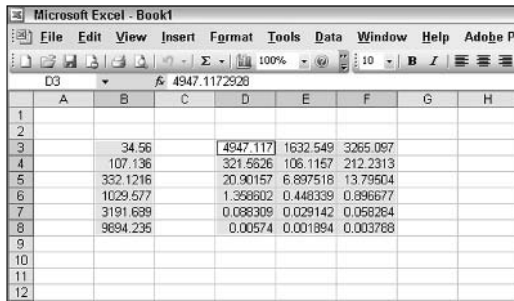 Microsoft Excel - Book1
File Edit View Insert Format Tools Data Window Help Adobe P
Σ 100% 10 B I
D3 fx 4947.1172928
A B C D E F G H
1
2
3 34.56 4947.117 1632.549 3265.097
4 107.136 321.5626 106.1157 212.2313
5 332.1216 20.90157 6.897518 13.79504
6 1029.577 1.358602 0.448339 0.896677
7 3191.689 0.088309 0.029142 0.058284
8 9894.235 0.00574 0.001894 0.003788
9
10
11
12